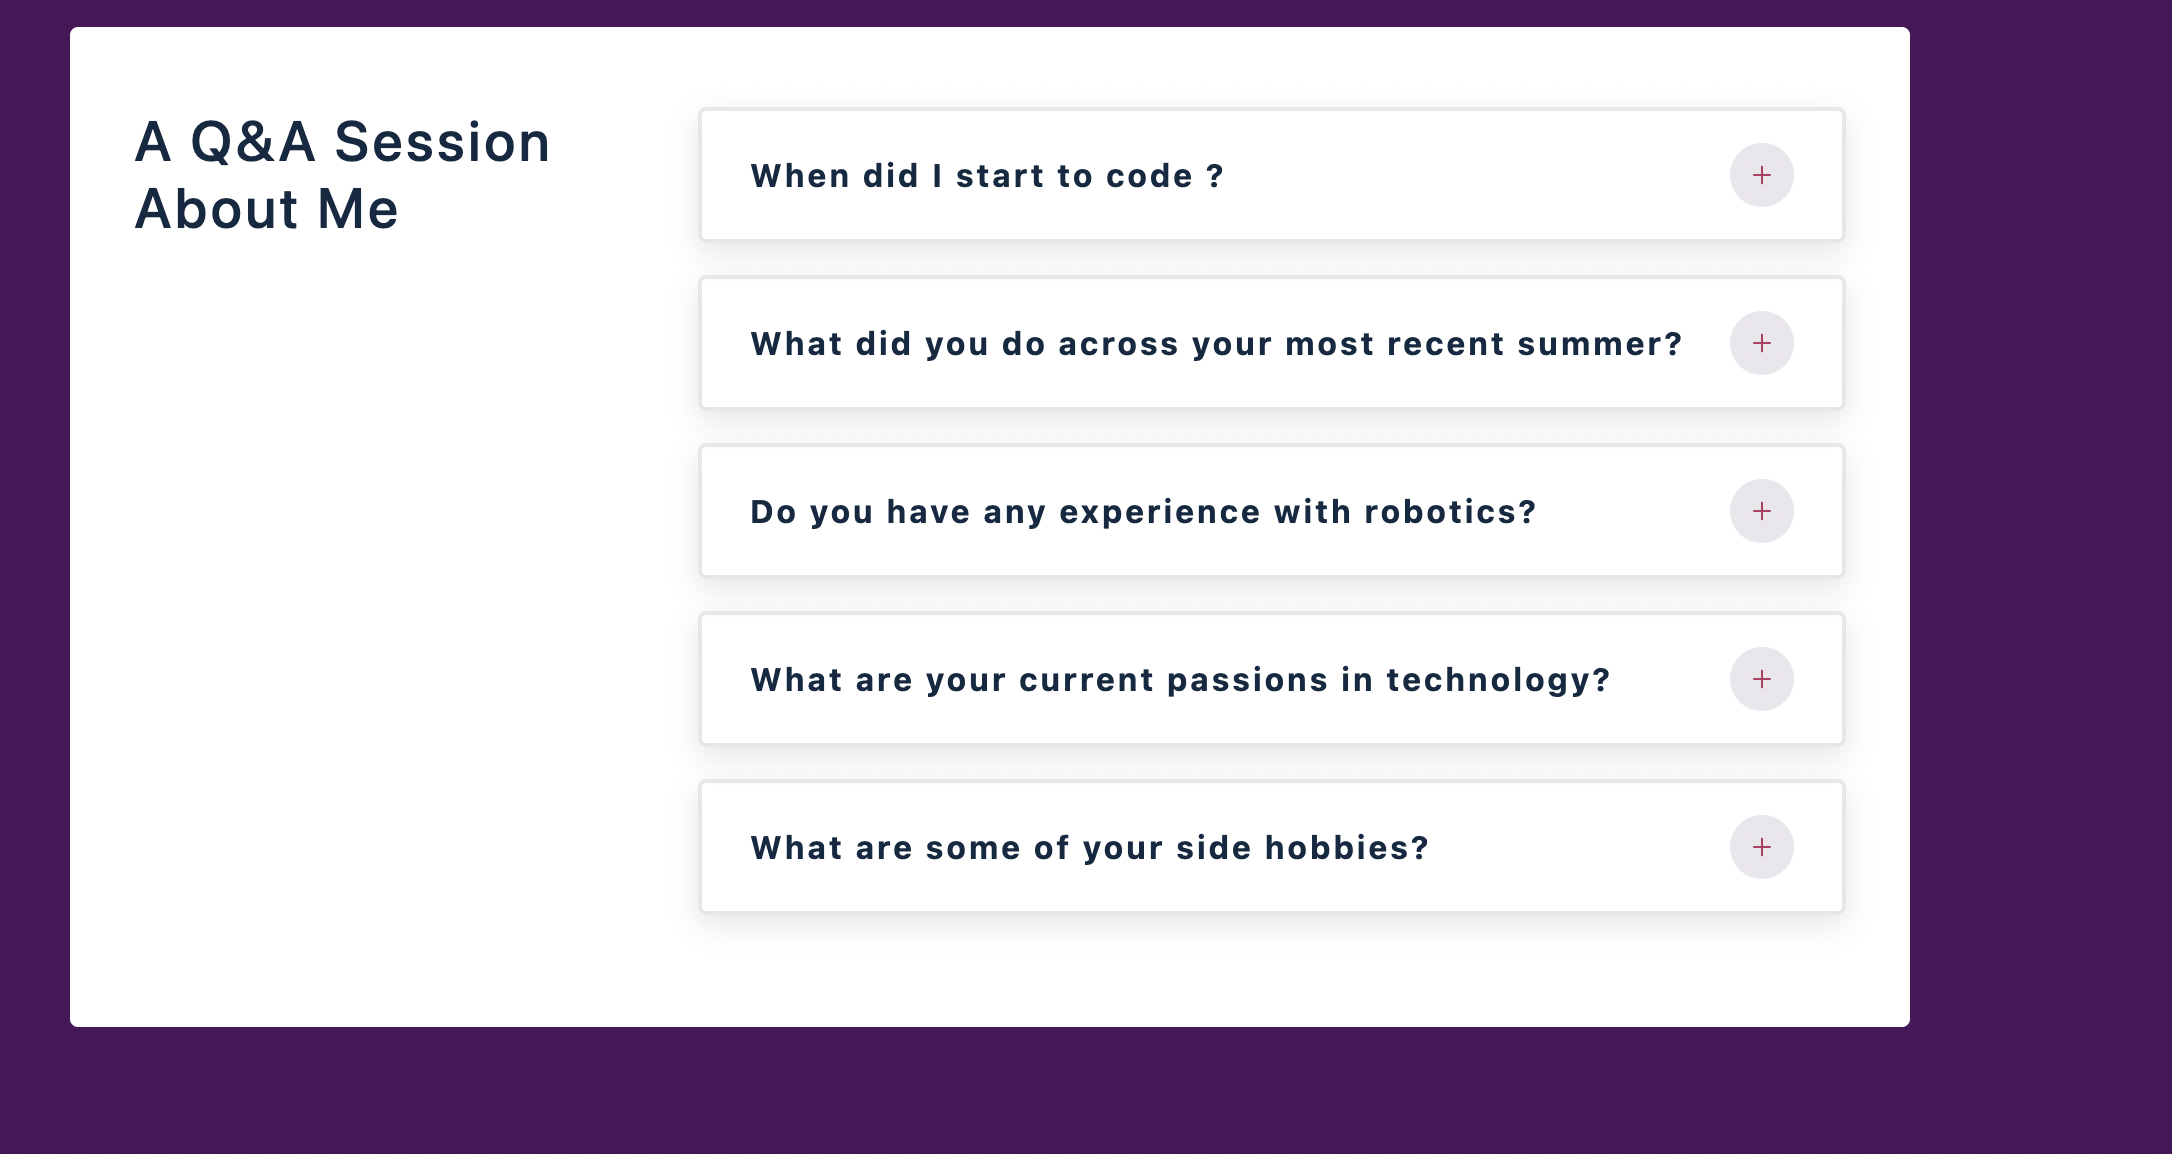 A Q&A Session
About Me
When did I start to code ?
What did you do across your most recent summer?
Do you have any experience with robotics?
What are your current passions in technology?
What are some of your side hobbies?